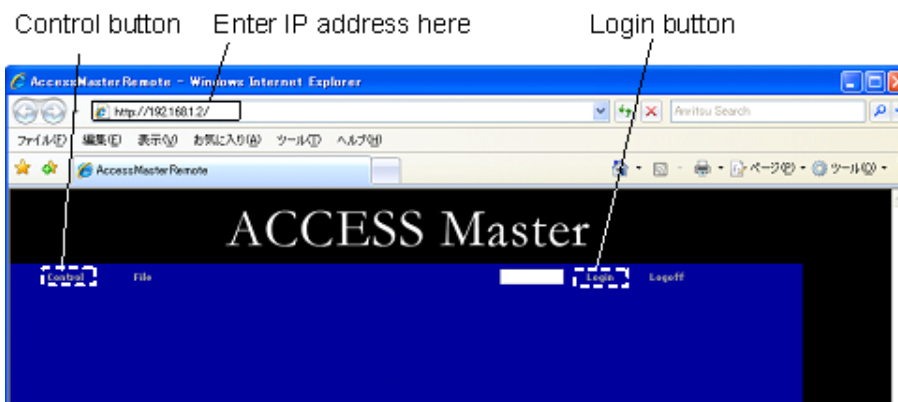 Control button Enter IP address here Login button
AccessMasterRemote - Windows Internet Explorer
http://192.168.1.2/ Anritsu Search
ファイル(F) 編集(E) 表示(V) お気に入り(A) ツール(T) ヘルプ(H)
AccessMasterRemote ページ(P) ツール(O)
ACCESS Master
Control File Login Logoff